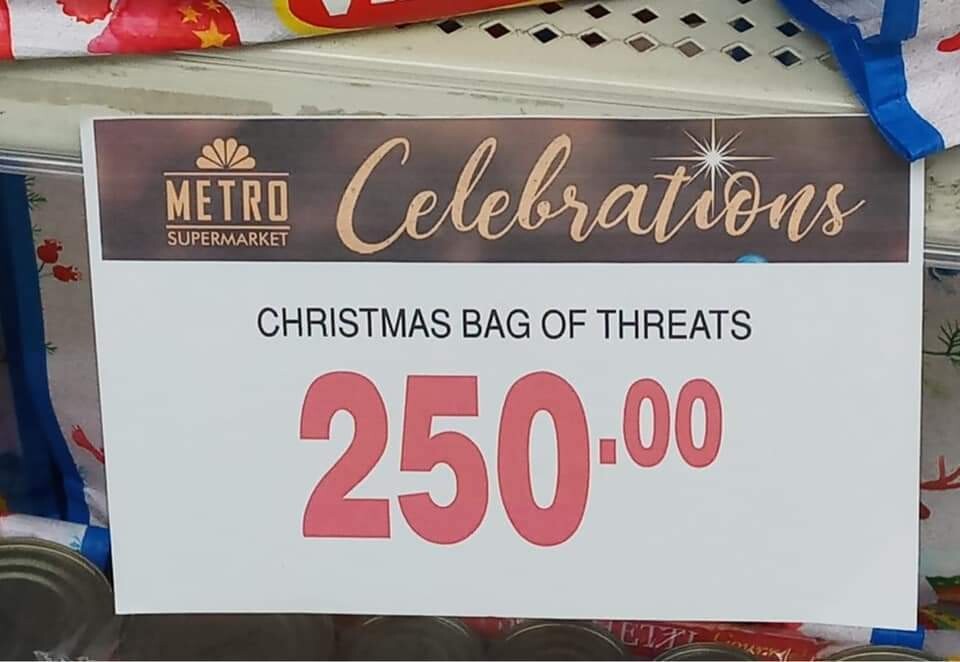 METRO
SUPERMARKET
Celebrations
CHRISTMAS BAG OF THREATS
250.00